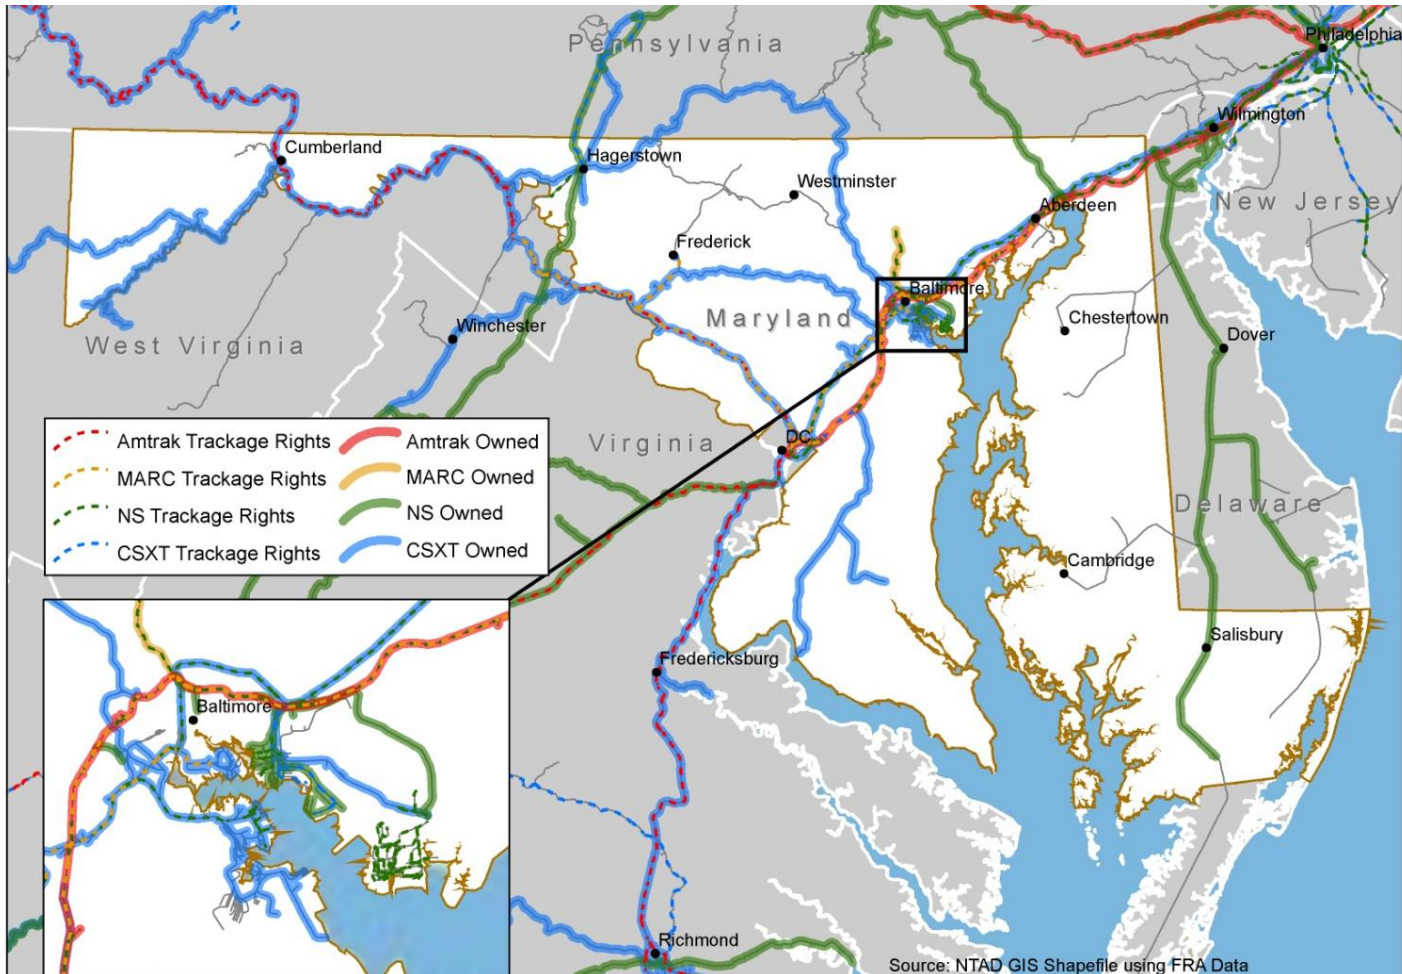 Pennsylvania
Philadelphia
Wilmington
Cumberland
Hagerstown
Westminster
New Jersey
Aberdeen
Frederick
Baltimore
Maryland
Chestertown
Winchester
West Virginia
Dover
Amtrak Trackage Rights
Amtrak Owned
MARC Trackage Rights
MARC Owned
NS Trackage Rights
NS Owned
CSXT Trackage Rights
CSXT Owned
Virginia
DC
Delaware
Cambridge
Salisbury
Fredericksburg
Baltimore
Richmond
Source: NTAD GIS Shapefile using FRA Data